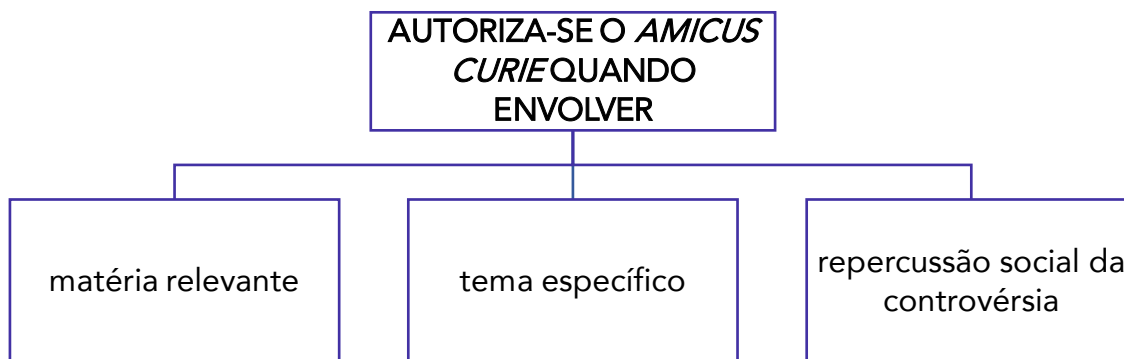 AUTORIZA-SE O AMICUS
CURIE QUANDO
ENVOLVER
matéria relevante
tema específico
repercussão social da
controvérsia